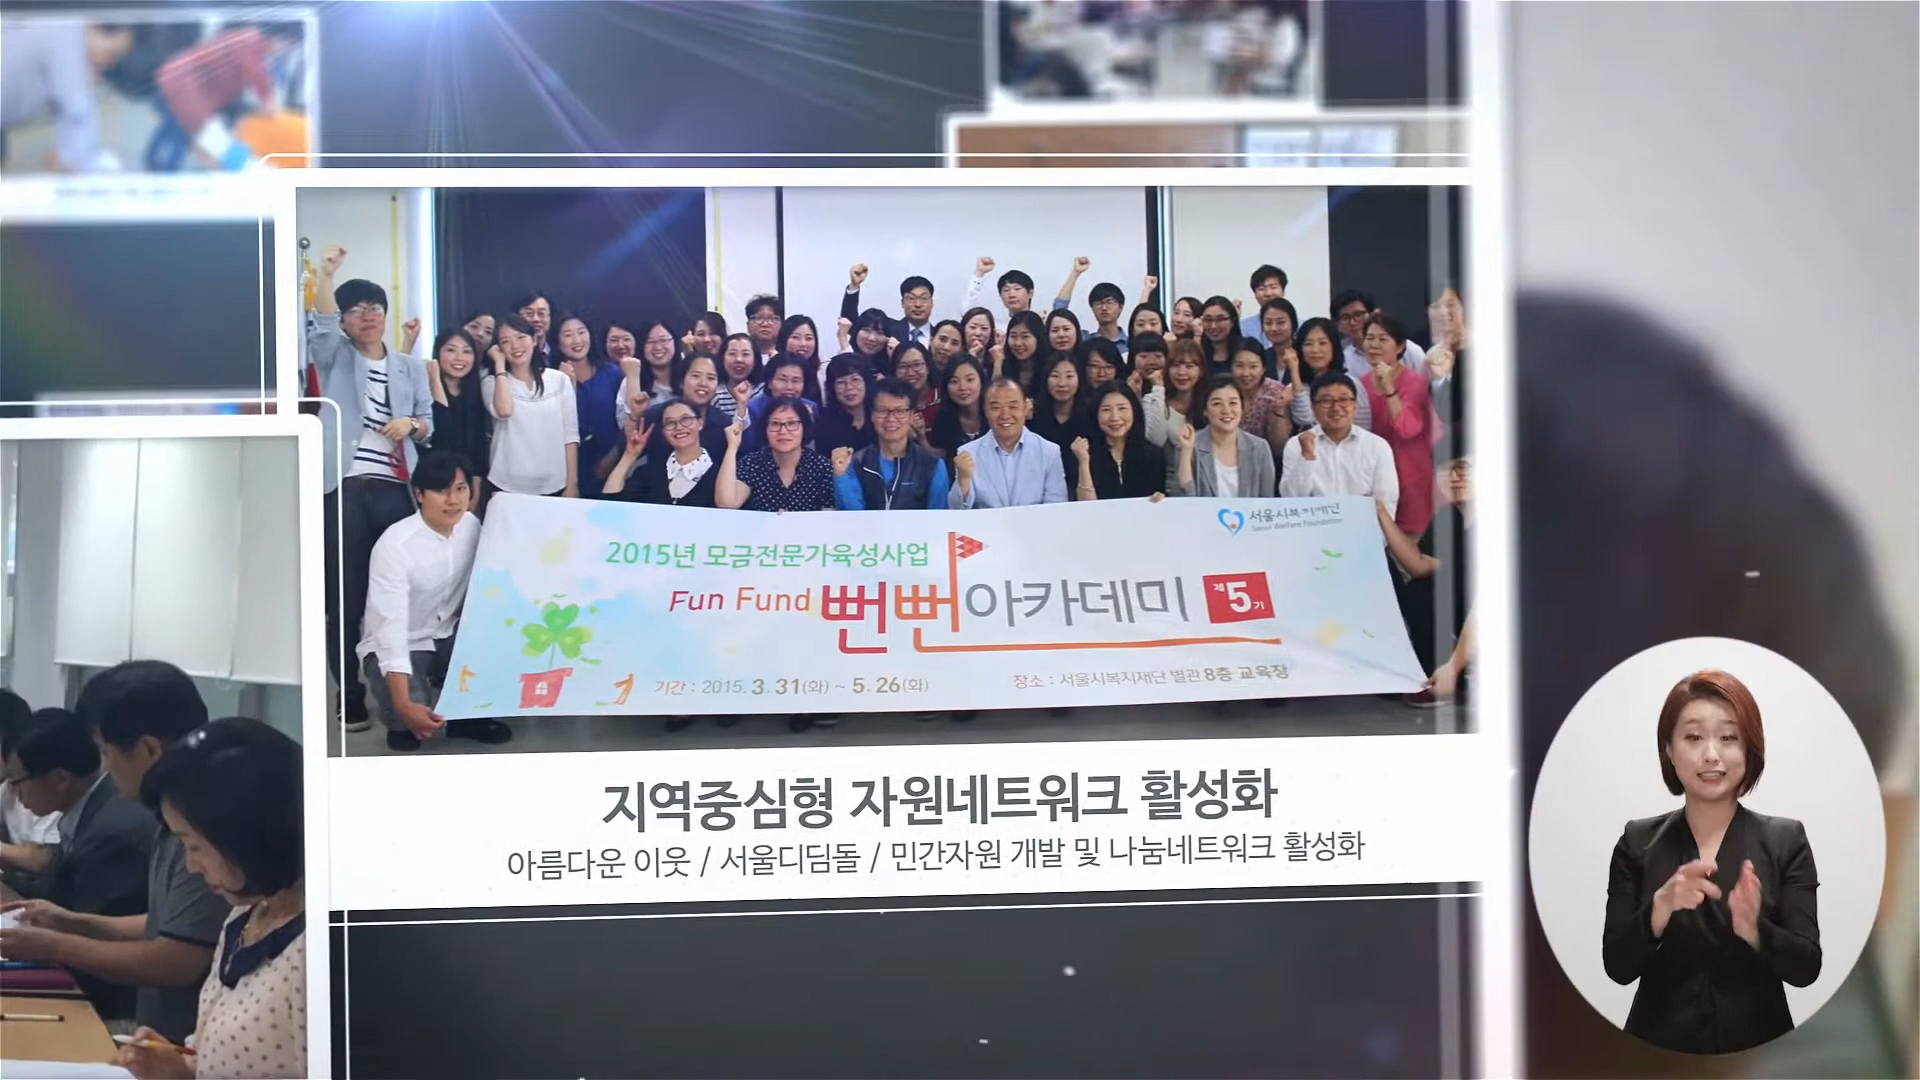 서울시복지재단
Seoul Welfare Foundation
2015년 모금전문가육성사업
Fun Fund 뻔뻔아카데미 제5기
기간 : 2015. 3. 31(화) ~ 5. 26(화)
장소 : 서울시복지재단 별관 8층 교육장
지역중심형 자원네트워크 활성화
아름다운 이웃 / 서울디딤돌 / 민간자원 개발 및 나눔네트워크 활성화